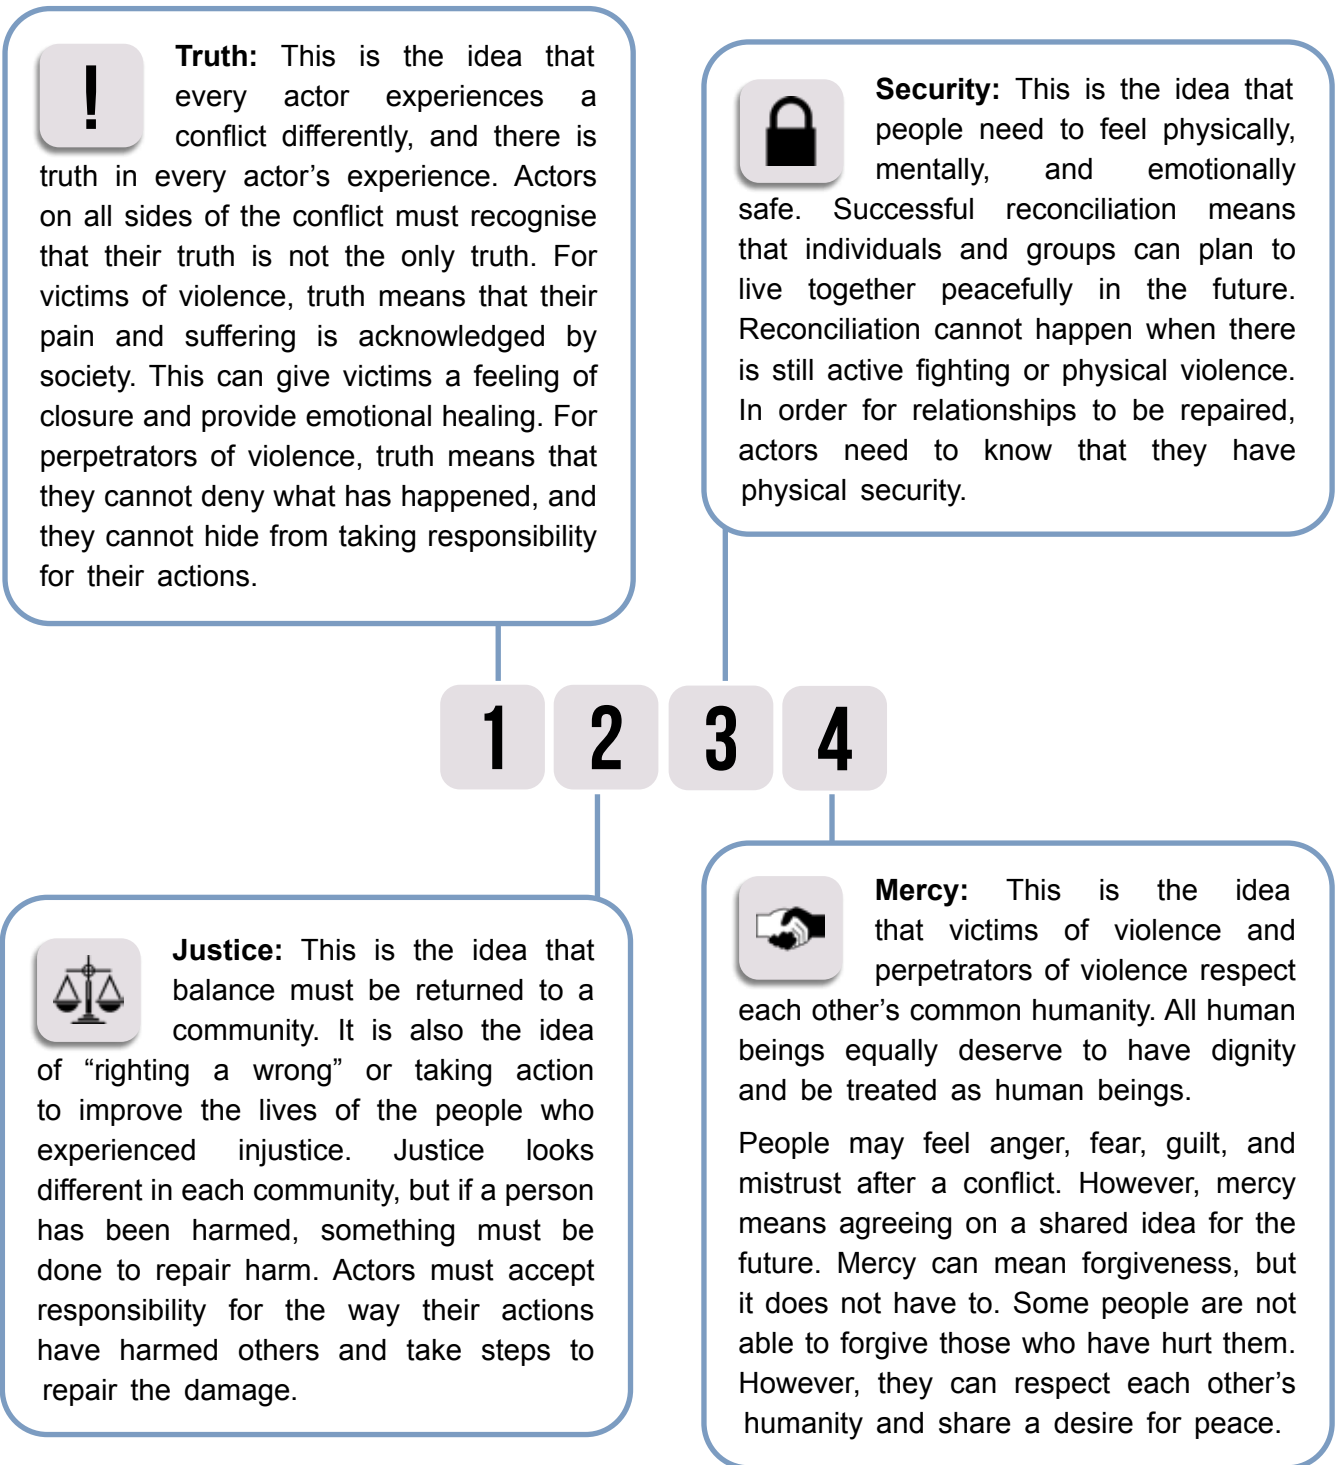 !
Truth: This is the idea that
every actor experiences a
conflict differently, and there is
truth in every actor’s experience. Actors
on all sides of the conflict must recognise
that their truth is not the only truth. For
victims of violence, truth means that their
pain and suffering is acknowledged by
society. This can give victims a feeling of
closure and provide emotional healing. For
perpetrators of violence, truth means that
they cannot deny what has happened, and
they cannot hide from taking responsibility
for their actions.
Security: This is the idea that
people need to feel physically,
mentally, and emotionally
safe. Successful reconciliation means
that individuals and groups can plan to
live together peacefully in the future.
Reconciliation cannot happen when there
is still active fighting or physical violence.
In order for relationships to be repaired,
actors need to know that they have
physical security.
1 2 3 4
Justice: This is the idea that
balance must be returned to a
community. It is also the idea
of “righting a wrong” or taking action
to improve the lives of the people who
experienced injustice. Justice looks
different in each community, but if a person
has been harmed, something must be
done to repair harm. Actors must accept
responsibility for the way their actions
have harmed others and take steps to
repair the damage.
Mercy: This is the idea
that victims of violence and
perpetrators of violence respect
each other’s common humanity. All human
beings equally deserve to have dignity
and be treated as human beings.
People may feel anger, fear, guilt, and
mistrust after a conflict. However, mercy
means agreeing on a shared idea for the
future. Mercy can mean forgiveness, but
it does not have to. Some people are not
able to forgive those who have hurt them.
However, they can respect each other’s
humanity and share a desire for peace.